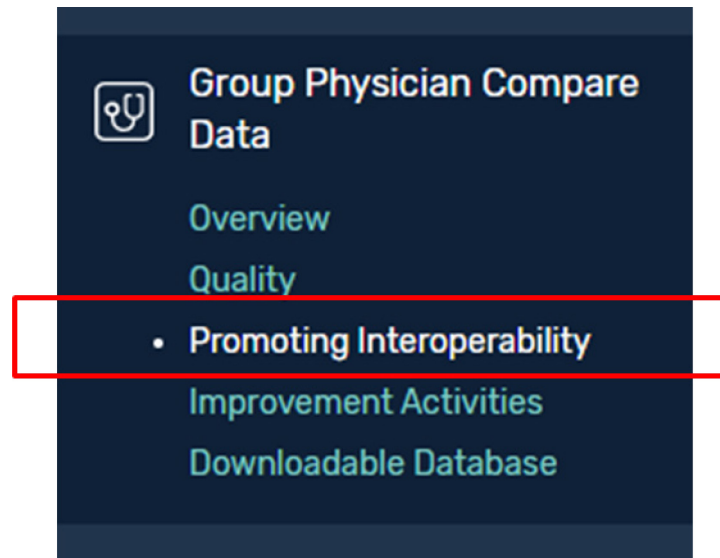 Group Physician Compare
Data
Overview
Quality
• Promoting Interoperability
Improvement Activities
Downloadable Database